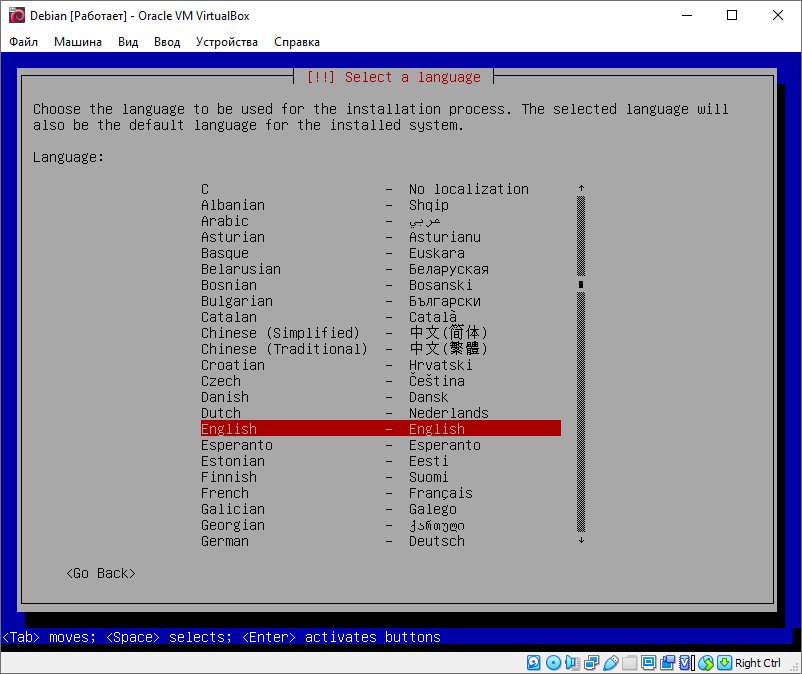 Debian [Работает] - Oracle VM VirtualBox
Файл Машина Вид Ввод Устройства Справка
[!!] Select a language
Choose the language to be used for the installation process. The selected language will
also be the default language for the installed system.
Language:
C - No localization
Albanian - Shqip
Arabic - عربي
Asturian - Asturianu
Basque - Euskara
Belarusian - Беларуская
Bosnian - Bosanski
Bulgarian - Български
Catalan - Català
Chinese (Simplified) - 中文(简体)
Chinese (Traditional) - 中文(繁體)
Croatian - Hrvatski
Czech - Čeština
Danish - Dansk
Dutch - Nederlands
English - English
Esperanto - Esperanto
Estonian - Eesti
Finnish - Suomi
French - Français
Galician - Galego
Georgian - ქართული
German - Deutsch
<Go Back>
<Tab> moves; <Space> selects; <Enter> activates buttons
Right Ctrl